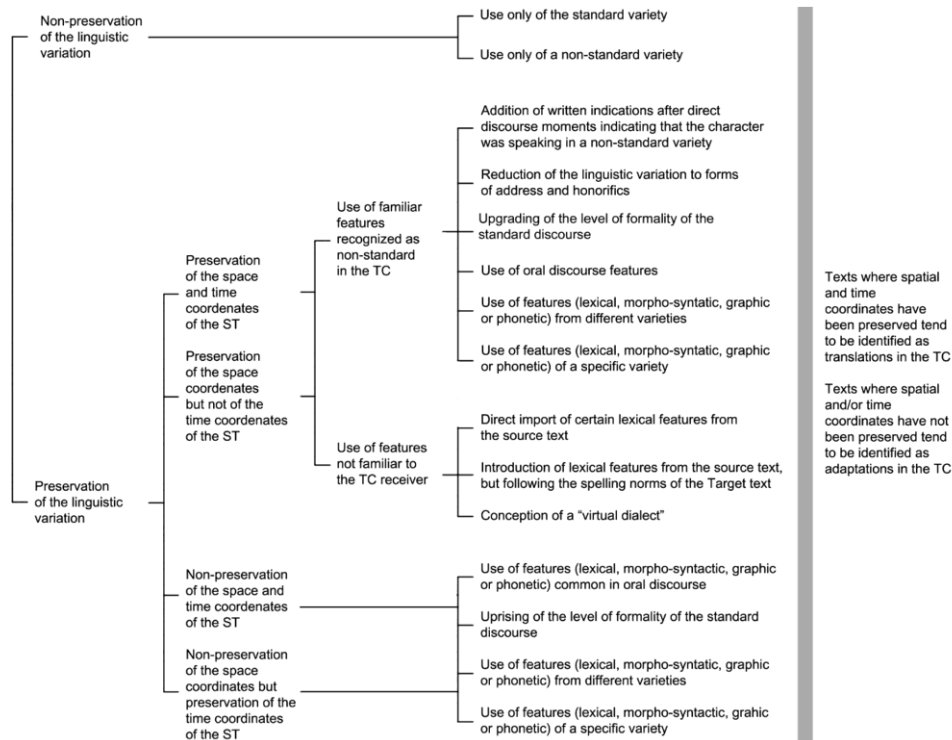 Non-preservation
of the linguistic
variation
Use only of the standard variety
Use only of a non-standard variety
Addition of written indications after direct
discourse moments indicating that the character
was speaking in a non-standard variety
Reduction of the linguistic variation to forms
of address and honorifics
Use of familiar
features
recognized as
non-standard
in the TC
Upgrading of the level of formality of the
standard discourse
Preservation
of the space
and time
coordenates
of the ST
Use of oral discourse features
Use of features (lexical, morpho-syntactic, graphic
or phonetic) from different varieties
Preservation
of the space
coordenates
but not of the
time coordenates
of the ST
Use of features (lexical, morpho-syntactic, graphic
or phonetic) of a specific variety
Use of features
not familiar to
the TC receiver
Direct import of certain lexical features from
the source text
Introduction of lexical features from the source text,
but following the spelling norms of the Target text
Conception of a “virtual dialect”
Preservation
of the linguistic
variation
Non-preservation
of the space and
time coordenates
of the ST
Use of features (lexical, morpho-syntactic, graphic
or phonetic) common in oral discourse
Uprising of the level of formality of the standard
discourse
Non-preservation
of the space
coordinates but
preservation of the
time coordinates
of the ST
Use of features (lexical, morpho-syntactic, graphic
or phonetic) from different varieties
Use of features (lexical, morpho-syntactic, grahic
or phonetic) of a specific variety
Texts where spatial
and time
coordinates have
been preserved tend
to be identified as
translations in the TC
Texts where spatial
and/or time
coordinates have not
been preserved tend
to be identified as
adaptations in the TC